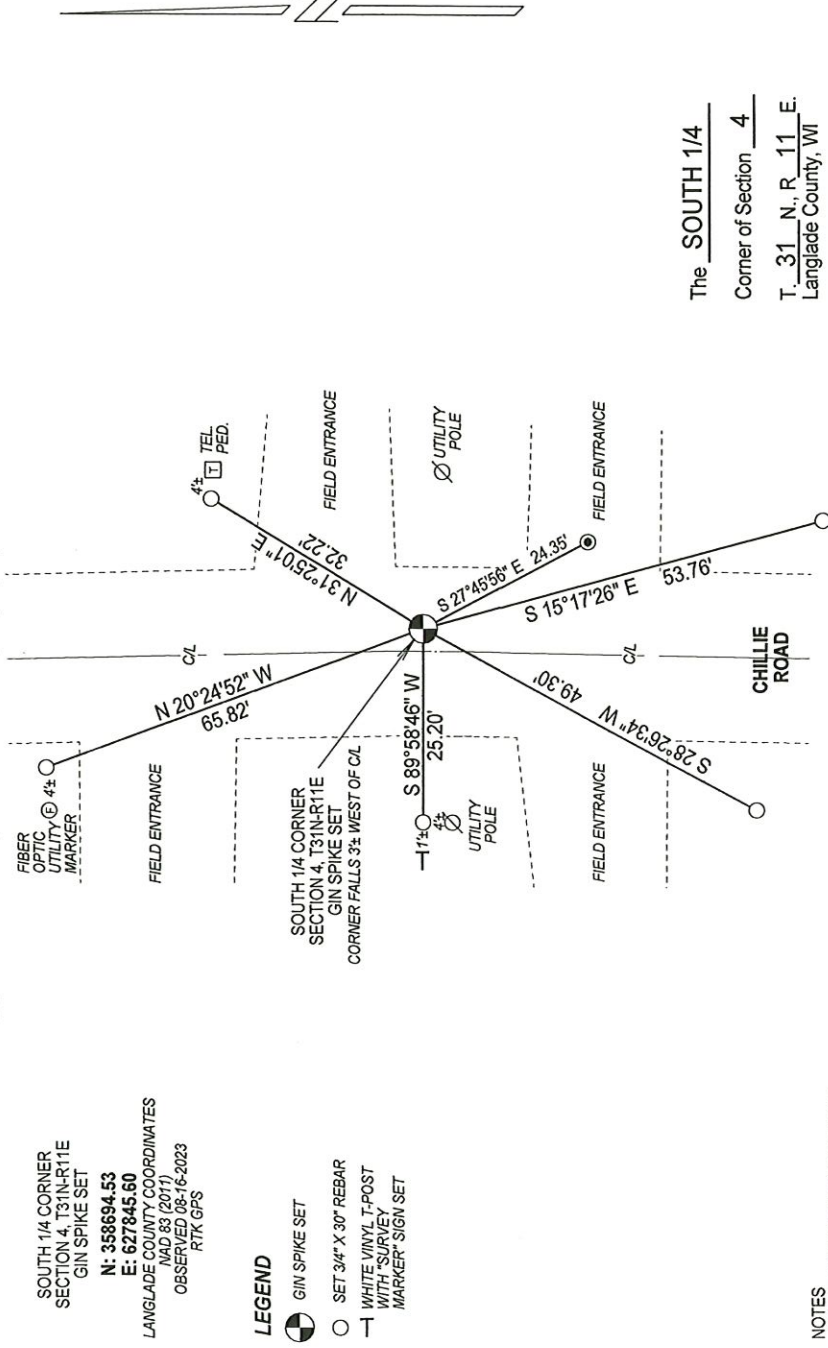 SOUTH 1/4 CORNER
SECTION 4, T31N-R11E
GIN SPIKE SET
N: 358694.53
E: 627845.60
LANGLADE COUNTY COORDINATES
NAD 83 (2011)
OBSERVED 08-16-2023
RTK GPS
LEGEND
GIN SPIKE SET
SET 3/4" X 30" REBAR
WHITE VINYL T-POST
WITH "SURVEY
MARKER" SIGN SET
NOTES
FIBER
OPTIC
UTILITY F 4'±
MARKER
FIELD ENTRANCE
N 20°24'52" W
65.82'
C/L
4'±
T TEL.
PED.
N 31°25'01" E
32.22'
FIELD ENTRANCE
SOUTH 1/4 CORNER
SECTION 4, T31N-R11E
GIN SPIKE SET
CORNER FALLS 3'± WEST OF C/L
S 89°58'46" W
25.20'
1'±
4'±
UTILITY
POLE
UTILITY
POLE
S 27°45'56" E 24.35'
FIELD ENTRANCE
S 15°17'26" E 53.76'
S 28°26'34" W 49.30'
FIELD ENTRANCE
C/L
CHILLIE
ROAD
The SOUTH 1/4
Corner of Section 4
T. 31 N., R 11 E.
Langlade County, WI